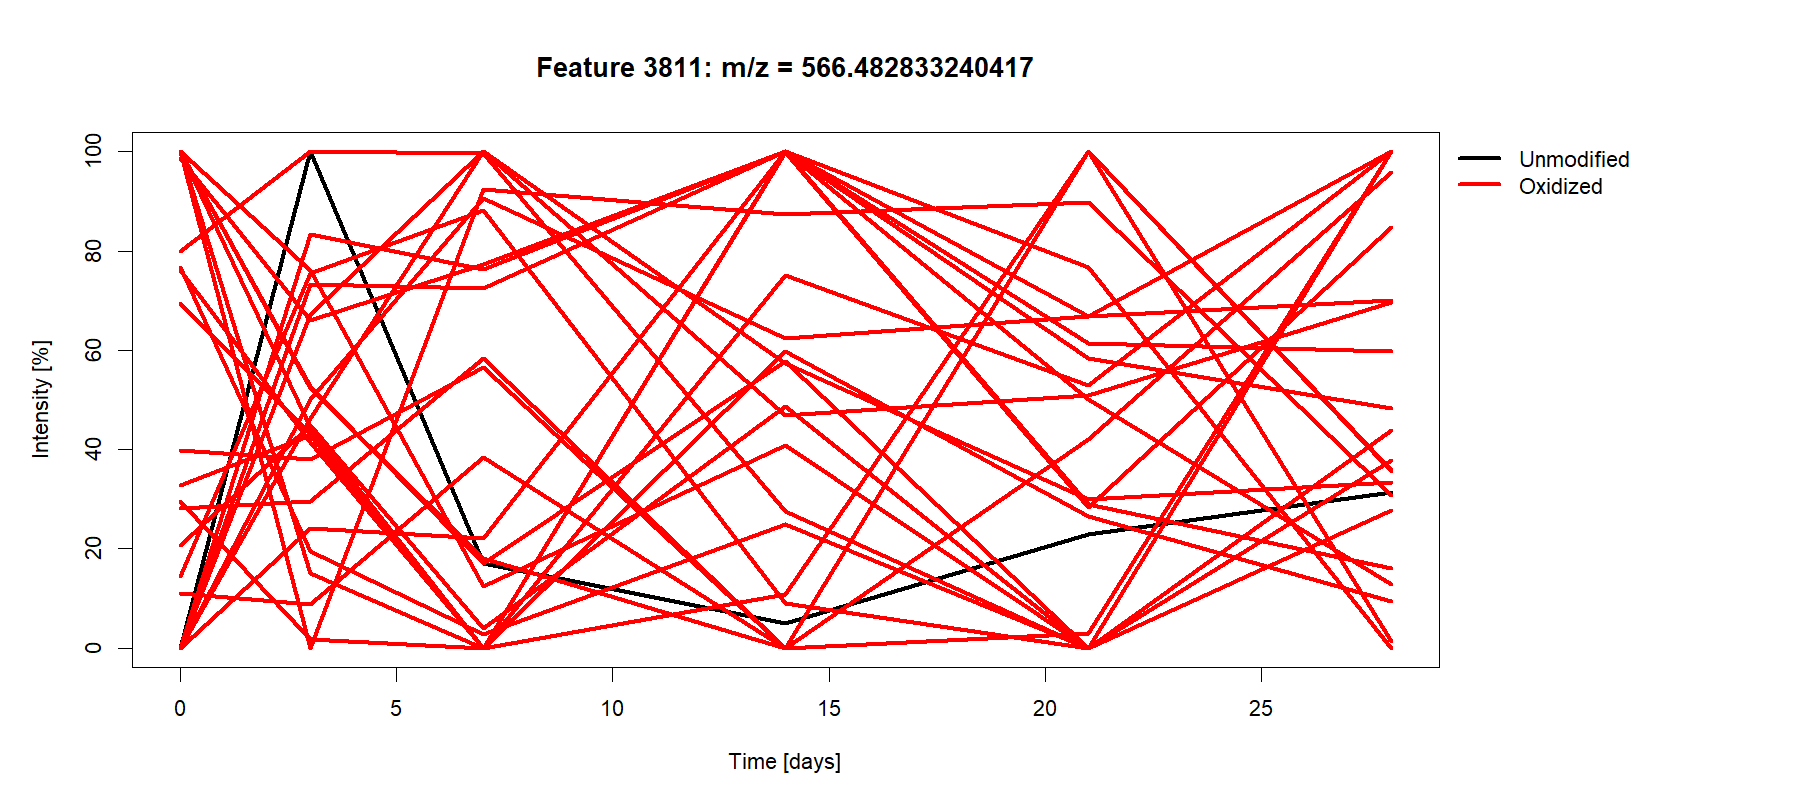 Feature 3811: m/z = 566.482833240417
Unmodified
Oxidized
Intensity [%]
100
80
60
40
20
0
0 5 10 15 20 25
Time [days]